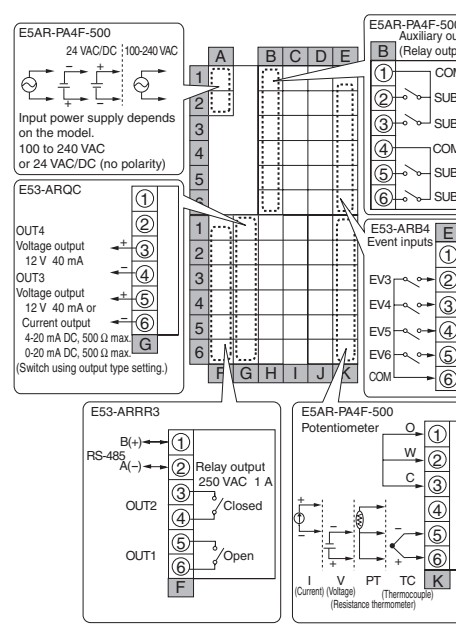 E5AR-PA4F-500
24 VAC/DC
100-240 VAC
Input power supply depends
on the model.
100 to 240 VAC
or 24 VAC/DC (no polarity)
A B C D E
1
2
3
4
5
6
1
2
3
4
5
6
F G H I J K
E5AR-PA4F-500
Auxiliary
B
(Relay
1 COM
2 SUB
3 SUB
4 COM
5 SUB
6 SUB
E53-ARQC
1
2
OUT4
Voltage output
12 V 40 mA
+ 3
− 4
OUT3
Voltage output
12 V 40 mA or
Current output
4-20 mA DC, 500 Ω max.
0-20 mA DC, 500 Ω max.
(Switch using output type setting.)
+ 5
− 6
G
E53-ARB4
Event inputs
E
1
EV3 2
EV4 3
EV5 4
EV6 5
COM 6
E53-ARRR3
RS-485
B(+) 1
A(−) 2
Relay output
250 VAC 1 A
OUT2
3
4
Closed
OUT1
5
6
Open
F
E5AR-PA4F-500
Potentiometer
O 1
W 2
C 3
4
5
6
K
+ − − + − +
I V PT TC
(Current) (Voltage)
(Thermocouple)
(Resistance thermometer)